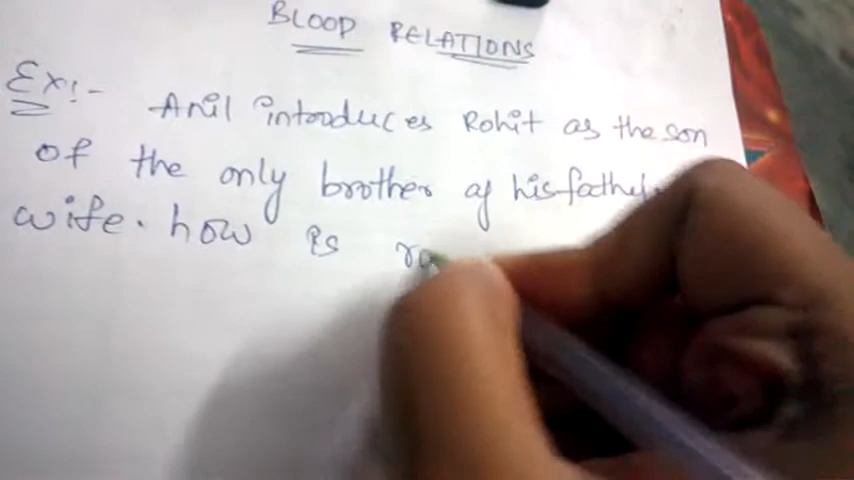 BLOOD RELATIONS
Ex:- Anil introduces Rohit as the son
of the only brother of his father
wife. how is